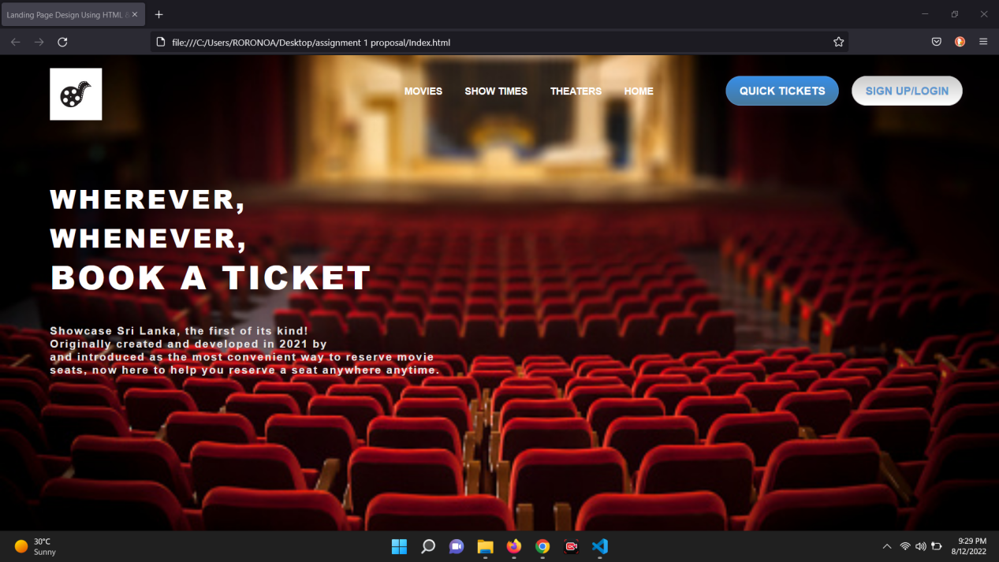 Landing Page Design Using HTML &
file:///C:/Users/RORONOA/Desktop/assignment 1 proposal/Index.html
MOVIES SHOW TIMES THEATERS HOME QUICK TICKETS SIGN UP/LOGIN
WHEREVER,
WHENEVER,
BOOK A TICKET
Showcase Sri Lanka, the first of its kind!
Originally created and developed in 2021 by
and introduced as the most convenient way to reserve movie
seats, now here to help you reserve a seat anywhere anytime.
30°C
Sunny
9:29 PM
8/12/2022